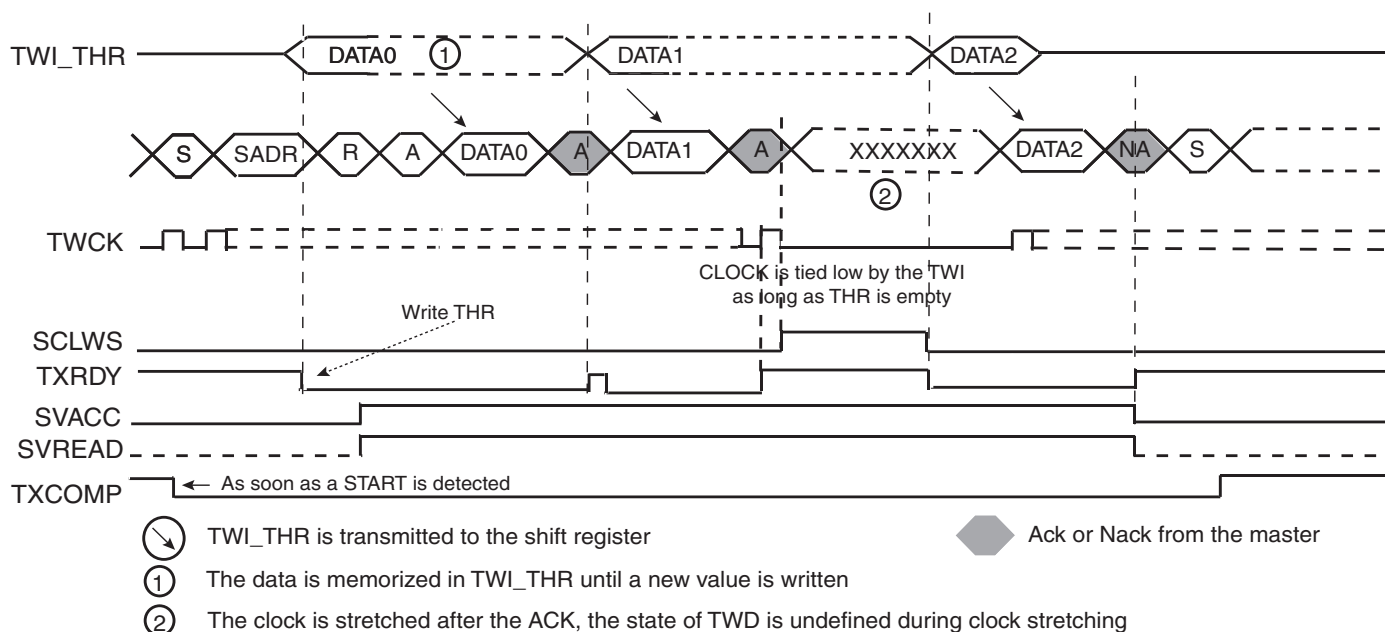 TWI_THR DATA0 1 DATA1 DATA2
S SADR R A DATA0 A DATA1 A XXXXXXX DATA2 NA S
2
TWCK
CLOCK is tied low by the TWI
as long as THR is empty
Write THR
SCLWS
TXRDY
SVACC
SVREAD
TXCOMP As soon as a START is detected
TWI_THR is transmitted to the shift register Ack or Nack from the master
1 The data is memorized in TWI_THR until a new value is written
2 The clock is stretched after the ACK, the state of TWD is undefined during clock stretching